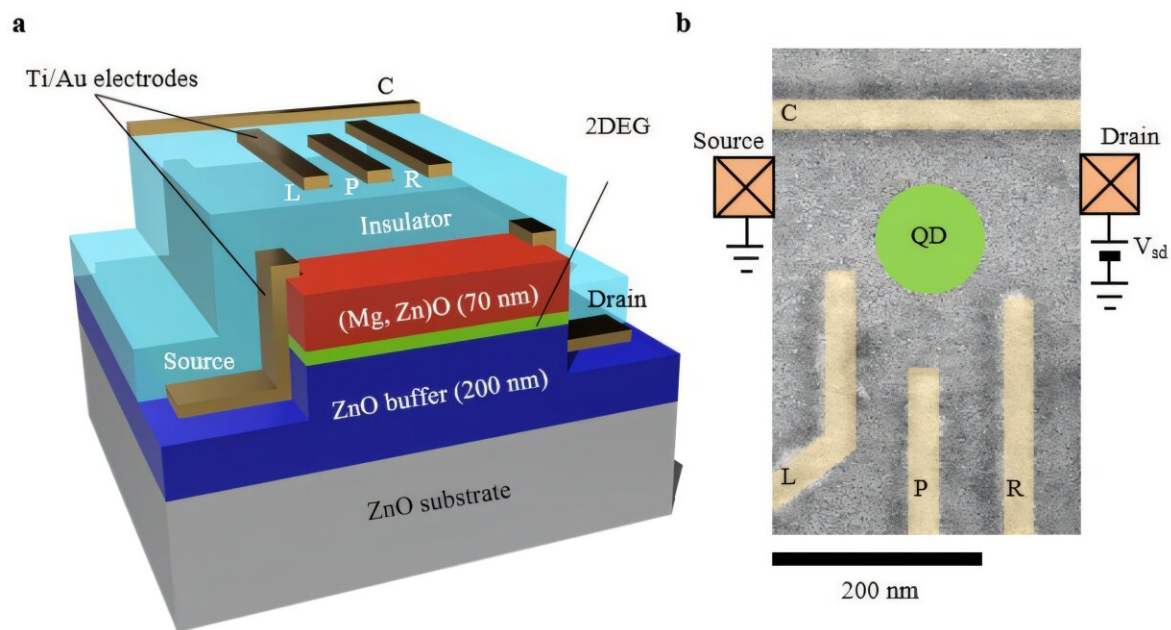 a
Ti/Au electrodes
C
2DEG
L
P
R
Insulator
(Mg, Zn)O (70 nm)
Drain
Source
ZnO buffer (200 nm)
ZnO substrate
b
C
Source
Drain
QD
V_sd
L
P
R
200 nm